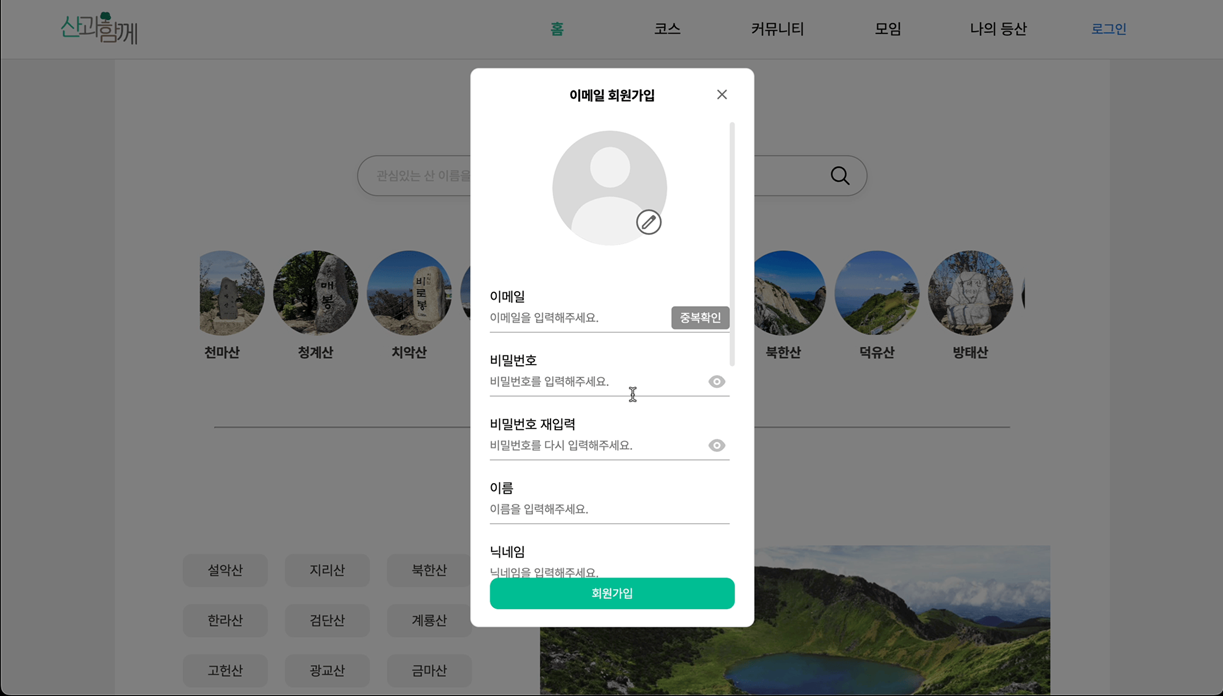 산과함께
홈 코스 커뮤니티 모임 나의 등산 로그인
이메일 회원가입
관심있는 산 이름을
이메일
이메일을 입력해주세요. 중복확인
천마산 청계산 치악산 북한산 덕유산 방태산
매봉
비로봉
비밀번호
비밀번호를 입력해주세요.
비밀번호 재입력
비밀번호를 다시 입력해주세요.
이름
이름을 입력해주세요.
닉네임
닉네임을 입력해주세요.
회원가입
설악산 지리산 북한산
한라산 검단산 계룡산
고헌산 광교산 금마산